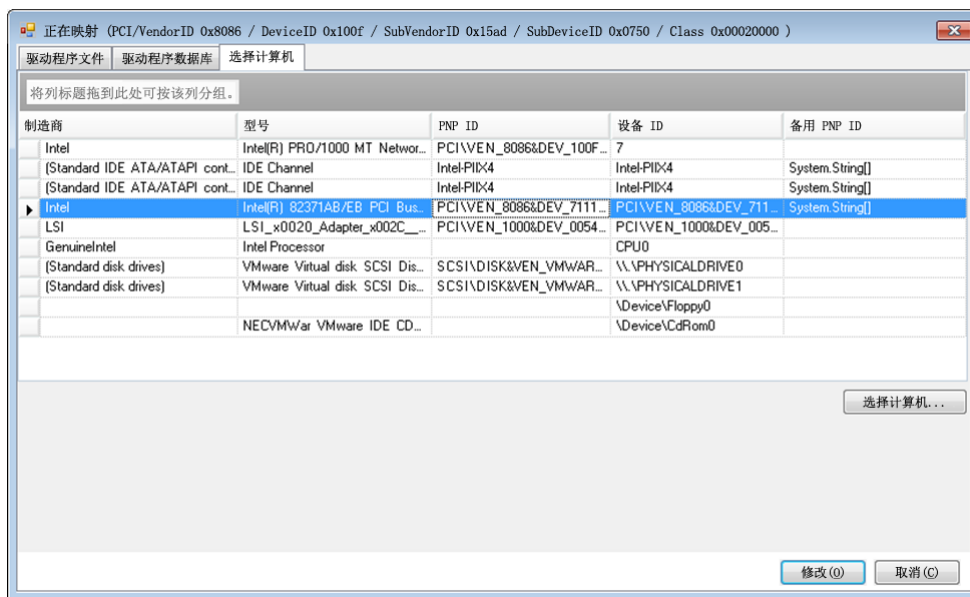 正在映射 (PCI/VendorID 0x8086 / DeviceID 0x100f / SubVendorID 0x15ad / SubDeviceID 0x0750 / Class 0x00020000 )
驱动程序文件 驱动程序数据库 选择计算机
将列标题拖到此处可按该列分组。
制造商 型号 PNP ID 设备 ID 备用 PNP ID
Intel Intel(R) PRO/1000 MT Networ... PCI\VEN_8086&DEV_100F... 7
(Standard IDE ATA/ATAPI cont... IDE Channel Intel-PIIX4 Intel-PIIX4 System.String[]
(Standard IDE ATA/ATAPI cont... IDE Channel Intel-PIIX4 Intel-PIIX4 System.String[]
Intel Intel(R) 82371AB/EB PCI Bus... PCI\VEN_8086&DEV_7111... PCI\VEN_8086&DEV_711... System.String[]
LSI LSI_x0020_Adapter_x002C__... PCI\VEN_1000&DEV_0054... PCI\VEN_1000&DEV_005...
GenuineIntel Intel Processor CPU0
(Standard disk drives) VMware Virtual disk SCSI Dis... SCSI\DISK&VEN_VMWAR... \\.\PHYSICALDRIVE0
(Standard disk drives) VMware Virtual disk SCSI Dis... SCSI\DISK&VEN_VMWAR... \\.\PHYSICALDRIVE1
\Device\Floppy0
NECVMWar VMware IDE CD... \Device\CdRom0
选择计算机...
修改(O) 取消(C)